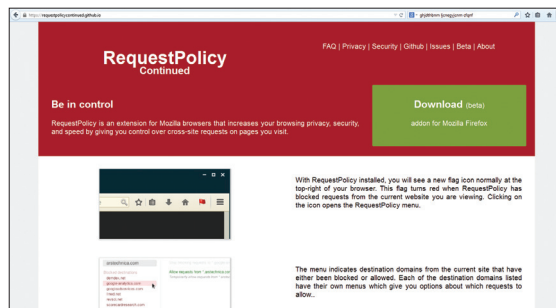 https://requestpolicycontinued.github.io
FAQ | Privacy | Security | Github | Issues | Beta | About
RequestPolicy
Continued
Be in control
RequestPolicy is an extension for Mozilla browsers that increases your browsing privacy, security,
and speed by giving you control over cross-site requests on pages you visit.
Download (beta)
addon for Mozilla Firefox
With RequestPolicy installed, you will see a new flag icon normally at the
top-right of your browser. This flag turns red when RequestPolicy has
blocked requests from the current website you are viewing. Clicking on
the icon opens the RequestPolicy menu.
The menu indicates destination domains from the current site that have
either been blocked or allowed. Each of the destination domains listed
have their own menus which give you options about which requests to
allow..
arstechnica.com